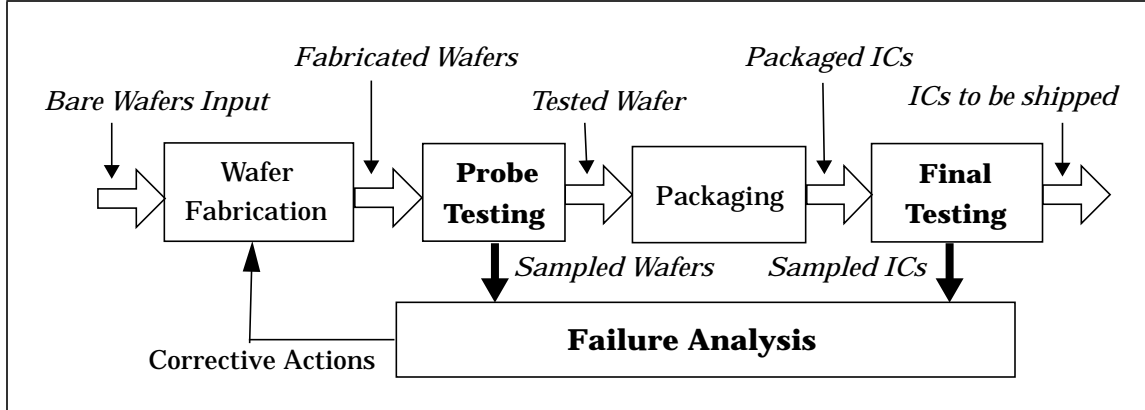 Fabricated Wafers
Packaged ICs
Bare Wafers Input
Tested Wafer
ICs to be shipped
Wafer
Fabrication
Probe
Testing
Packaging
Final
Testing
Sampled Wafers
Sampled ICs
Failure Analysis
Corrective Actions